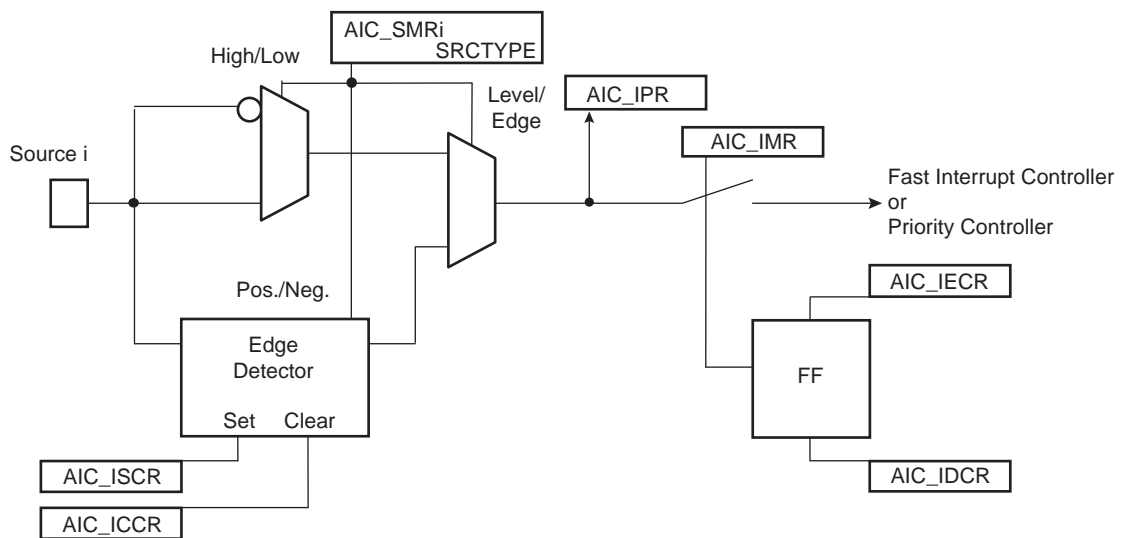 AIC_SMRi
SRCTYPE
High/Low
Level/
Edge
AIC_IPR
AIC_IMR
Source i
Fast Interrupt Controller
or
Priority Controller
AIC_IECR
Pos./Neg.
Edge
Detector
FF
Set Clear
AIC_ISCR
AIC_IDCR
AIC_ICCR